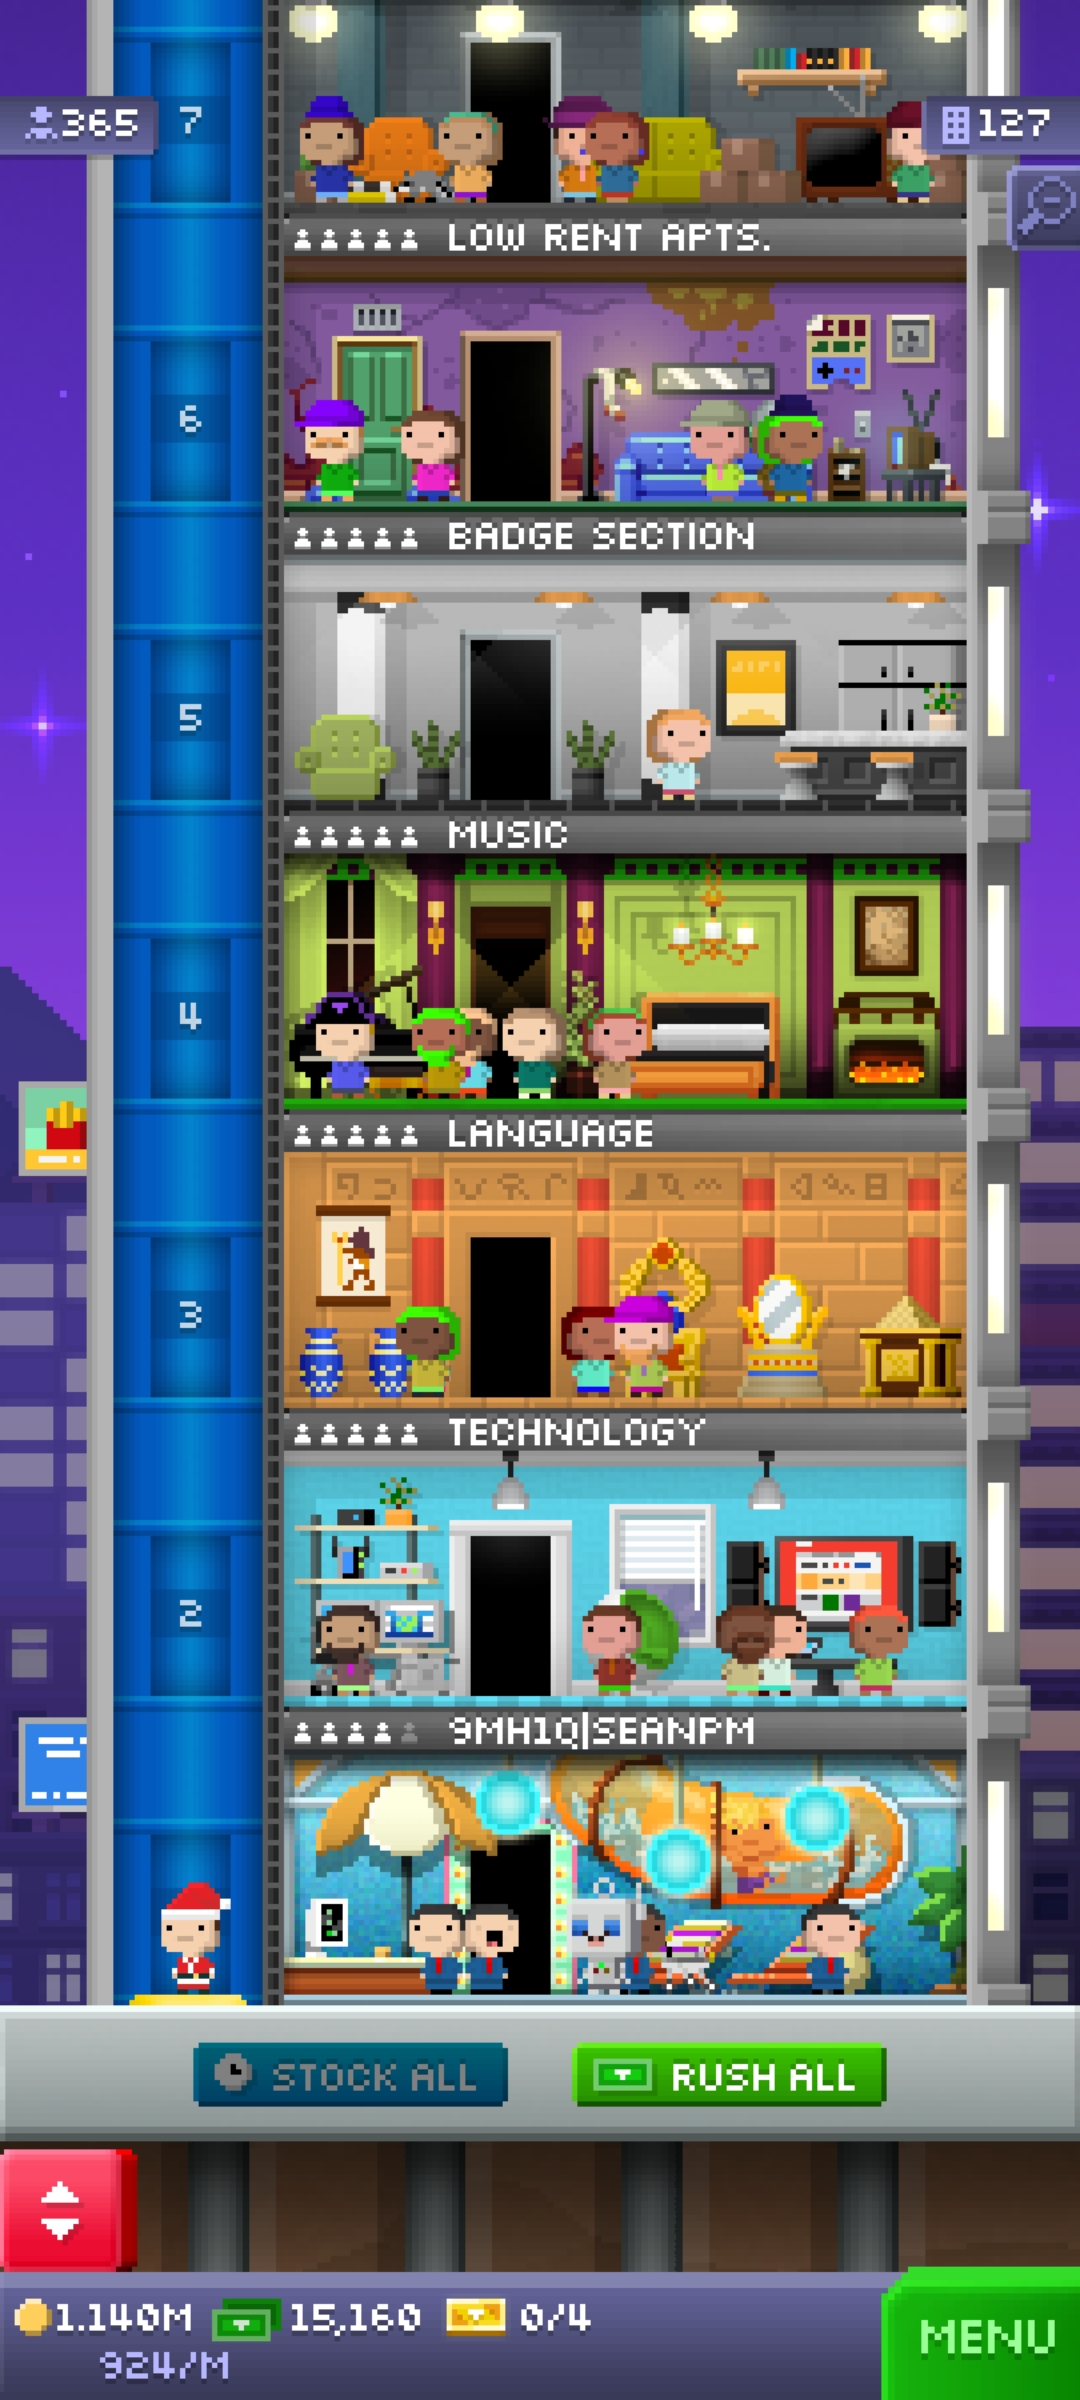 365
7
127
LOW RENT APTS.
6
BADGE SECTION
5
MUSIC
4
LANGUAGE
3
TECHNOLOGY
2
9MH1Q|SEANPM
STOCK ALL
RUSH ALL
1.140M
15,160
0/4
924/M
MENU